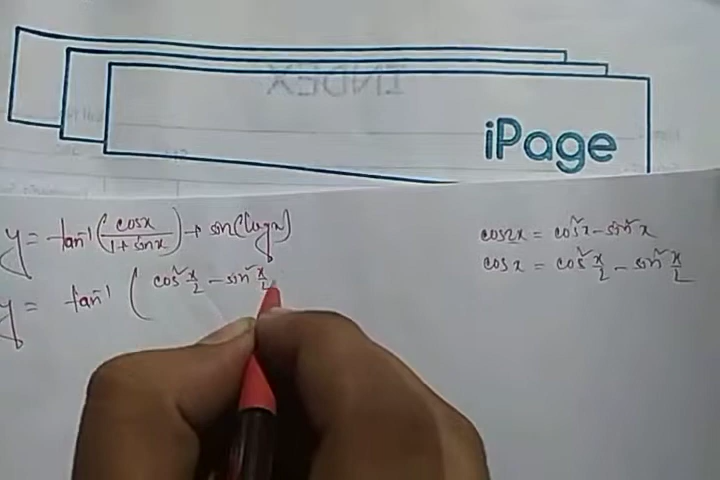 INDEX
iPage
y = tan⁻¹(cosx/1+sinx) + sin(logx)
y = tan⁻¹( cos²x/2 − sin²x/2
cos2x = cos²x − sin²x
cosx = cos²x/2 − sin²x/2